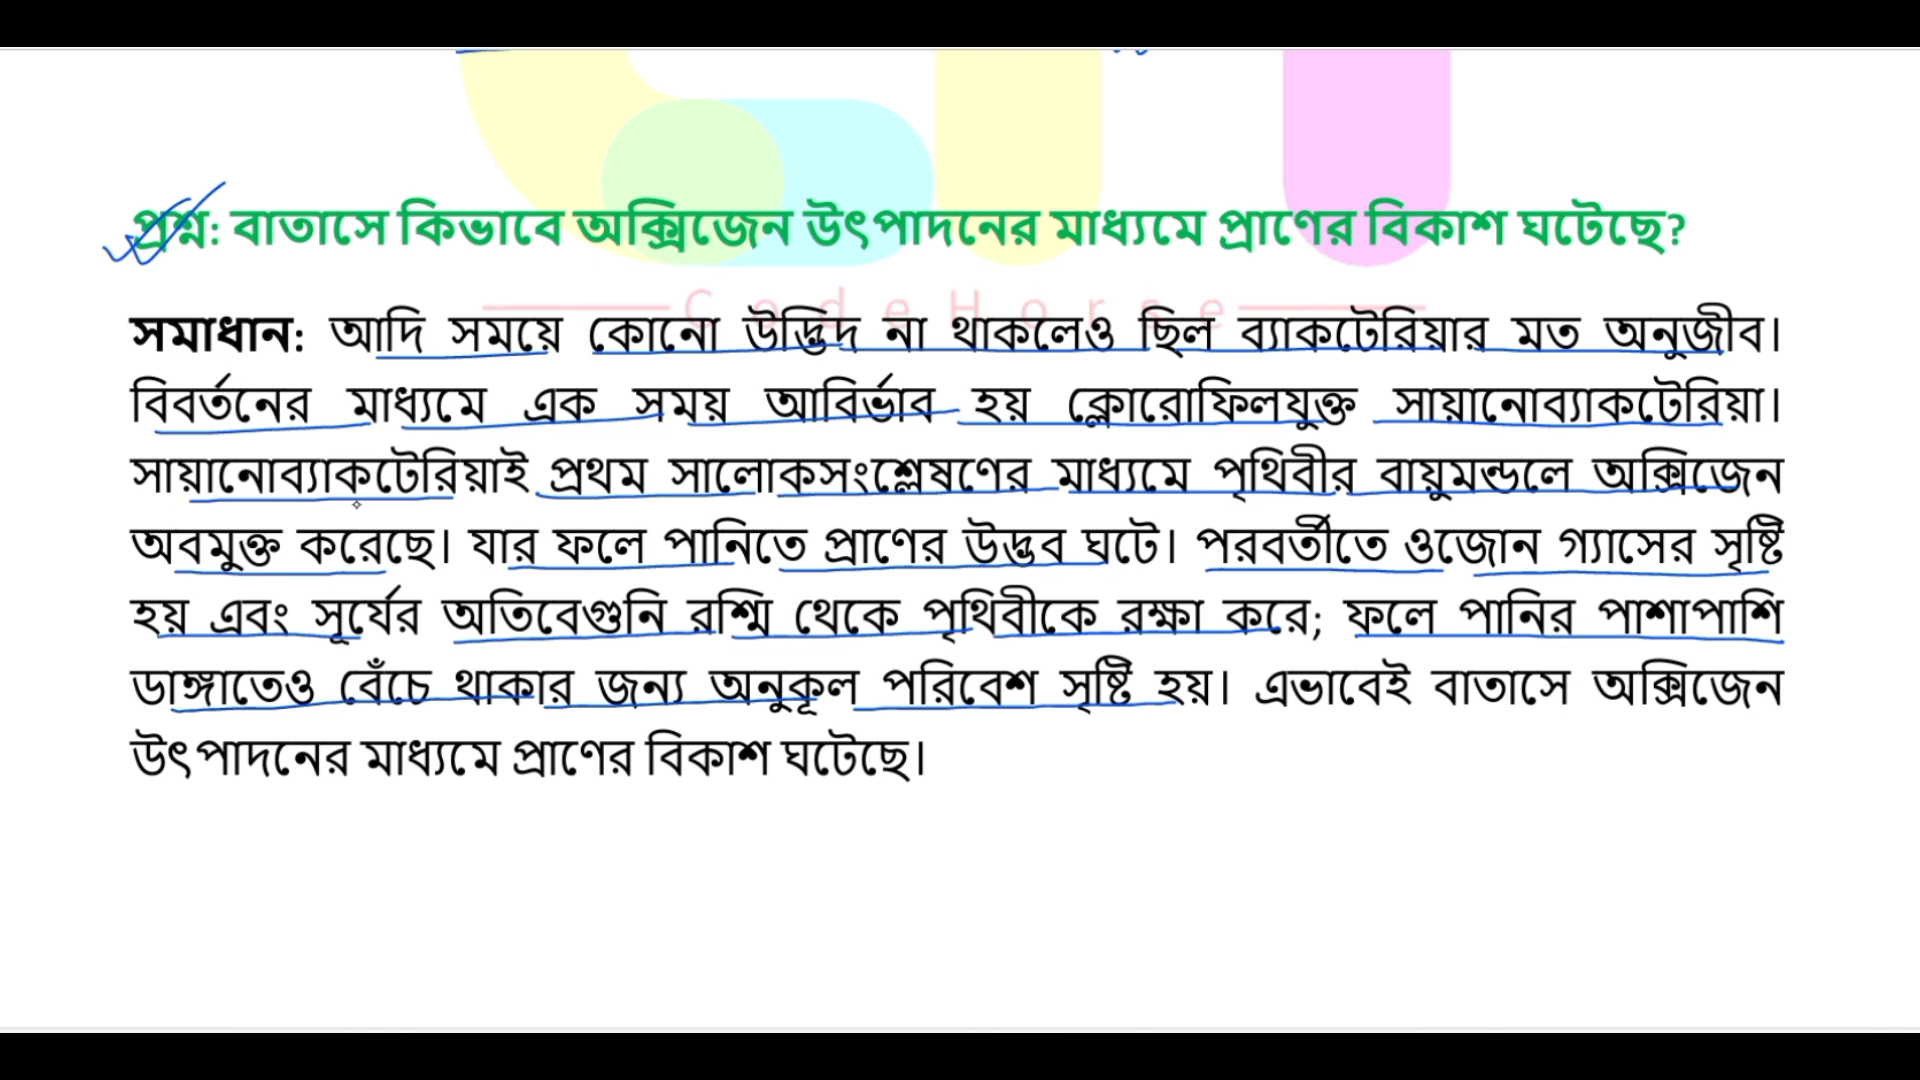 প্রশ্ন: বাতাসে কিভাবে অক্সিজেন উৎপাদনের মাধ্যমে প্রাণের বিকাশ ঘটেছে?
CodeHorse
সমাধান: আদি সময়ে কোনো উদ্ভিদ না থাকলেও ছিল ব্যাকটেরিয়ার মত অনুজীব।
বিবর্তনের মাধ্যমে এক সময় আবির্ভাব হয় ক্লোরোফিলযুক্ত সায়ানোব্যাকটেরিয়া।
সায়ানোব্যাকটেরিয়াই প্রথম সালোকসংশ্লেষণের মাধ্যমে পৃথিবীর বায়ুমন্ডলে অক্সিজেন
অবমুক্ত করেছে। যার ফলে পানিতে প্রাণের উদ্ভব ঘটে। পরবর্তীতে ওজোন গ্যাসের সৃষ্টি
হয় এবং সূর্যের অতিবেগুনি রশ্মি থেকে পৃথিবীকে রক্ষা করে; ফলে পানির পাশাপাশি
ডাঙ্গাতেও বেঁচে থাকার জন্য অনুকূল পরিবেশ সৃষ্টি হয়। এভাবেই বাতাসে অক্সিজেন
উৎপাদনের মাধ্যমে প্রাণের বিকাশ ঘটেছে।